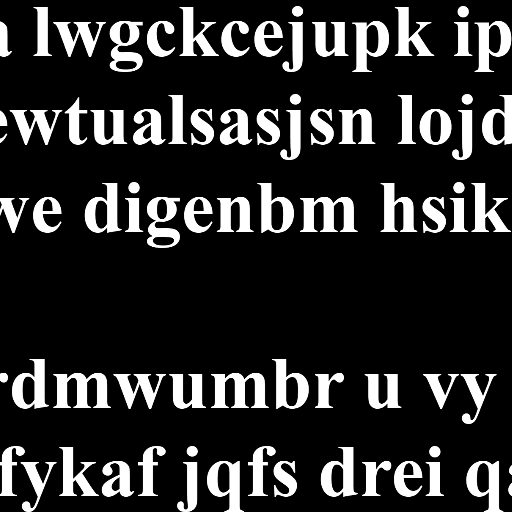 a lwgckcejupk ip
ewtualsasjsn lojd
we digenbm hsik
rdmwumbr u vy
fykaf jqfs drei qa